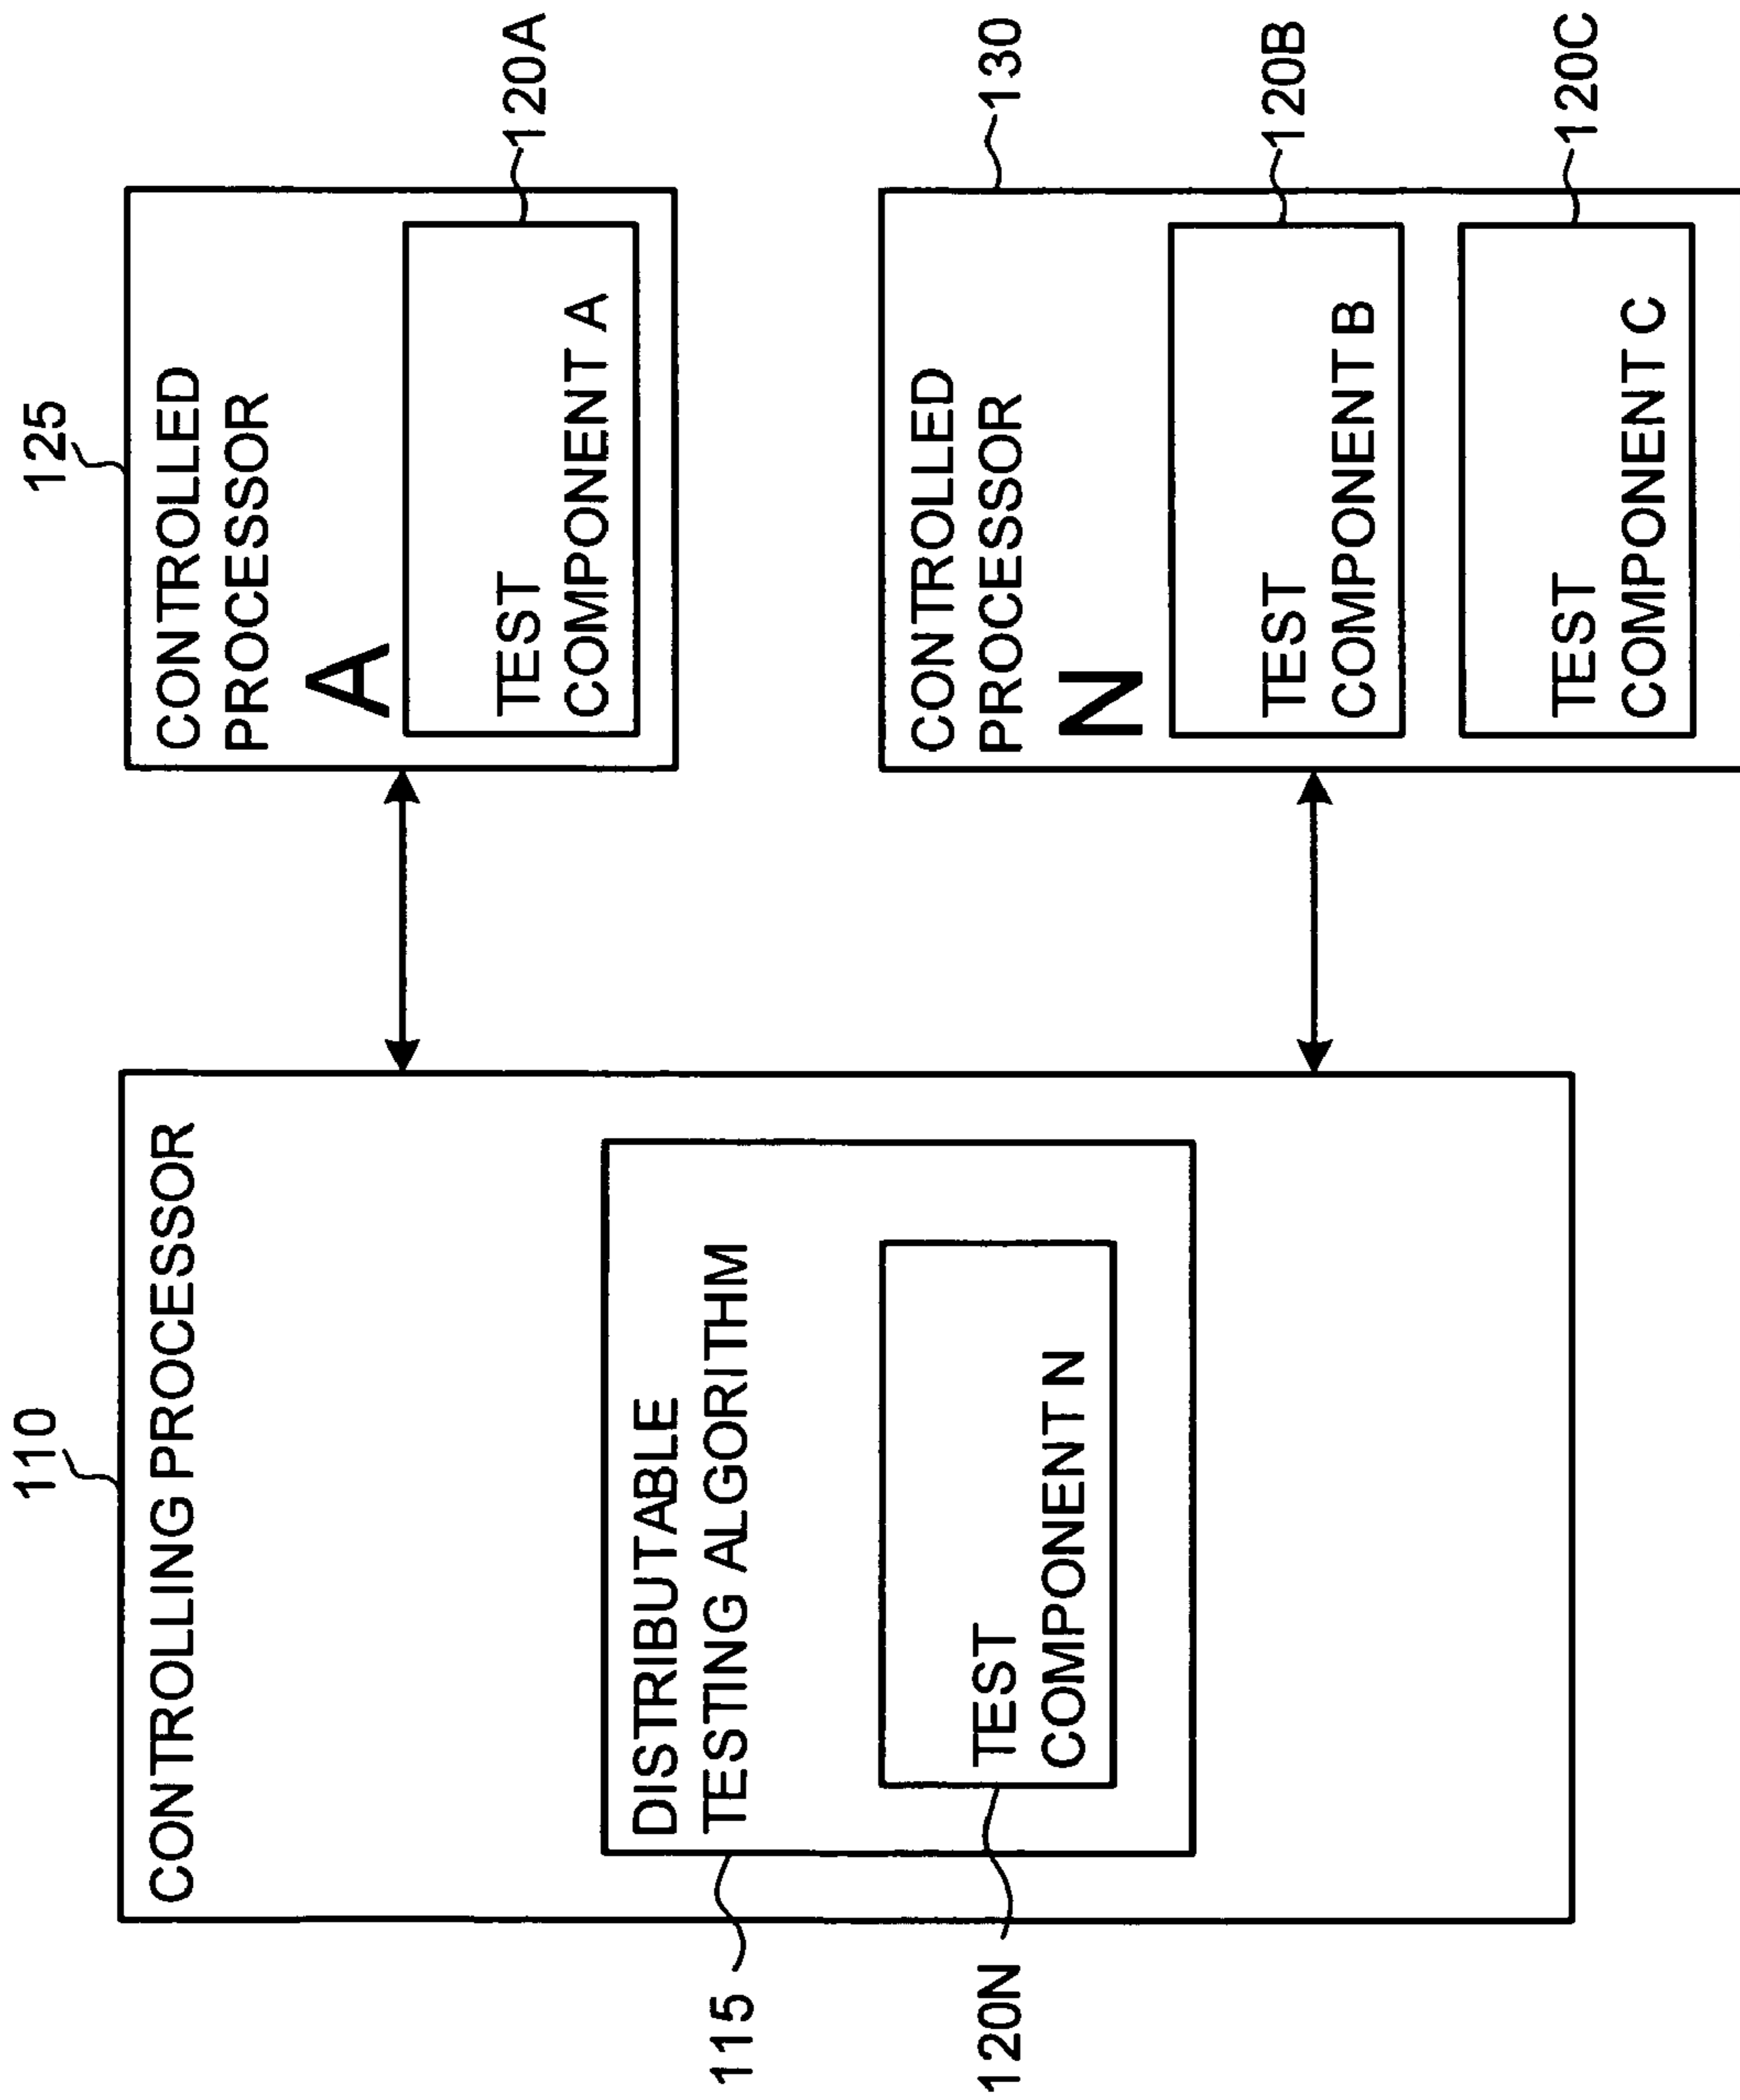 110
CONTROLLING PROCESSOR
DISTRIBUTABLE
TESTING ALGORITHM
TEST
COMPONENT N
115
120N
125
CONTROLLED
PROCESSOR
A
TEST
COMPONENT A
120A
130
CONTROLLED
PROCESSOR
N
TEST
COMPONENT B
120B
TEST
COMPONENT C
120C